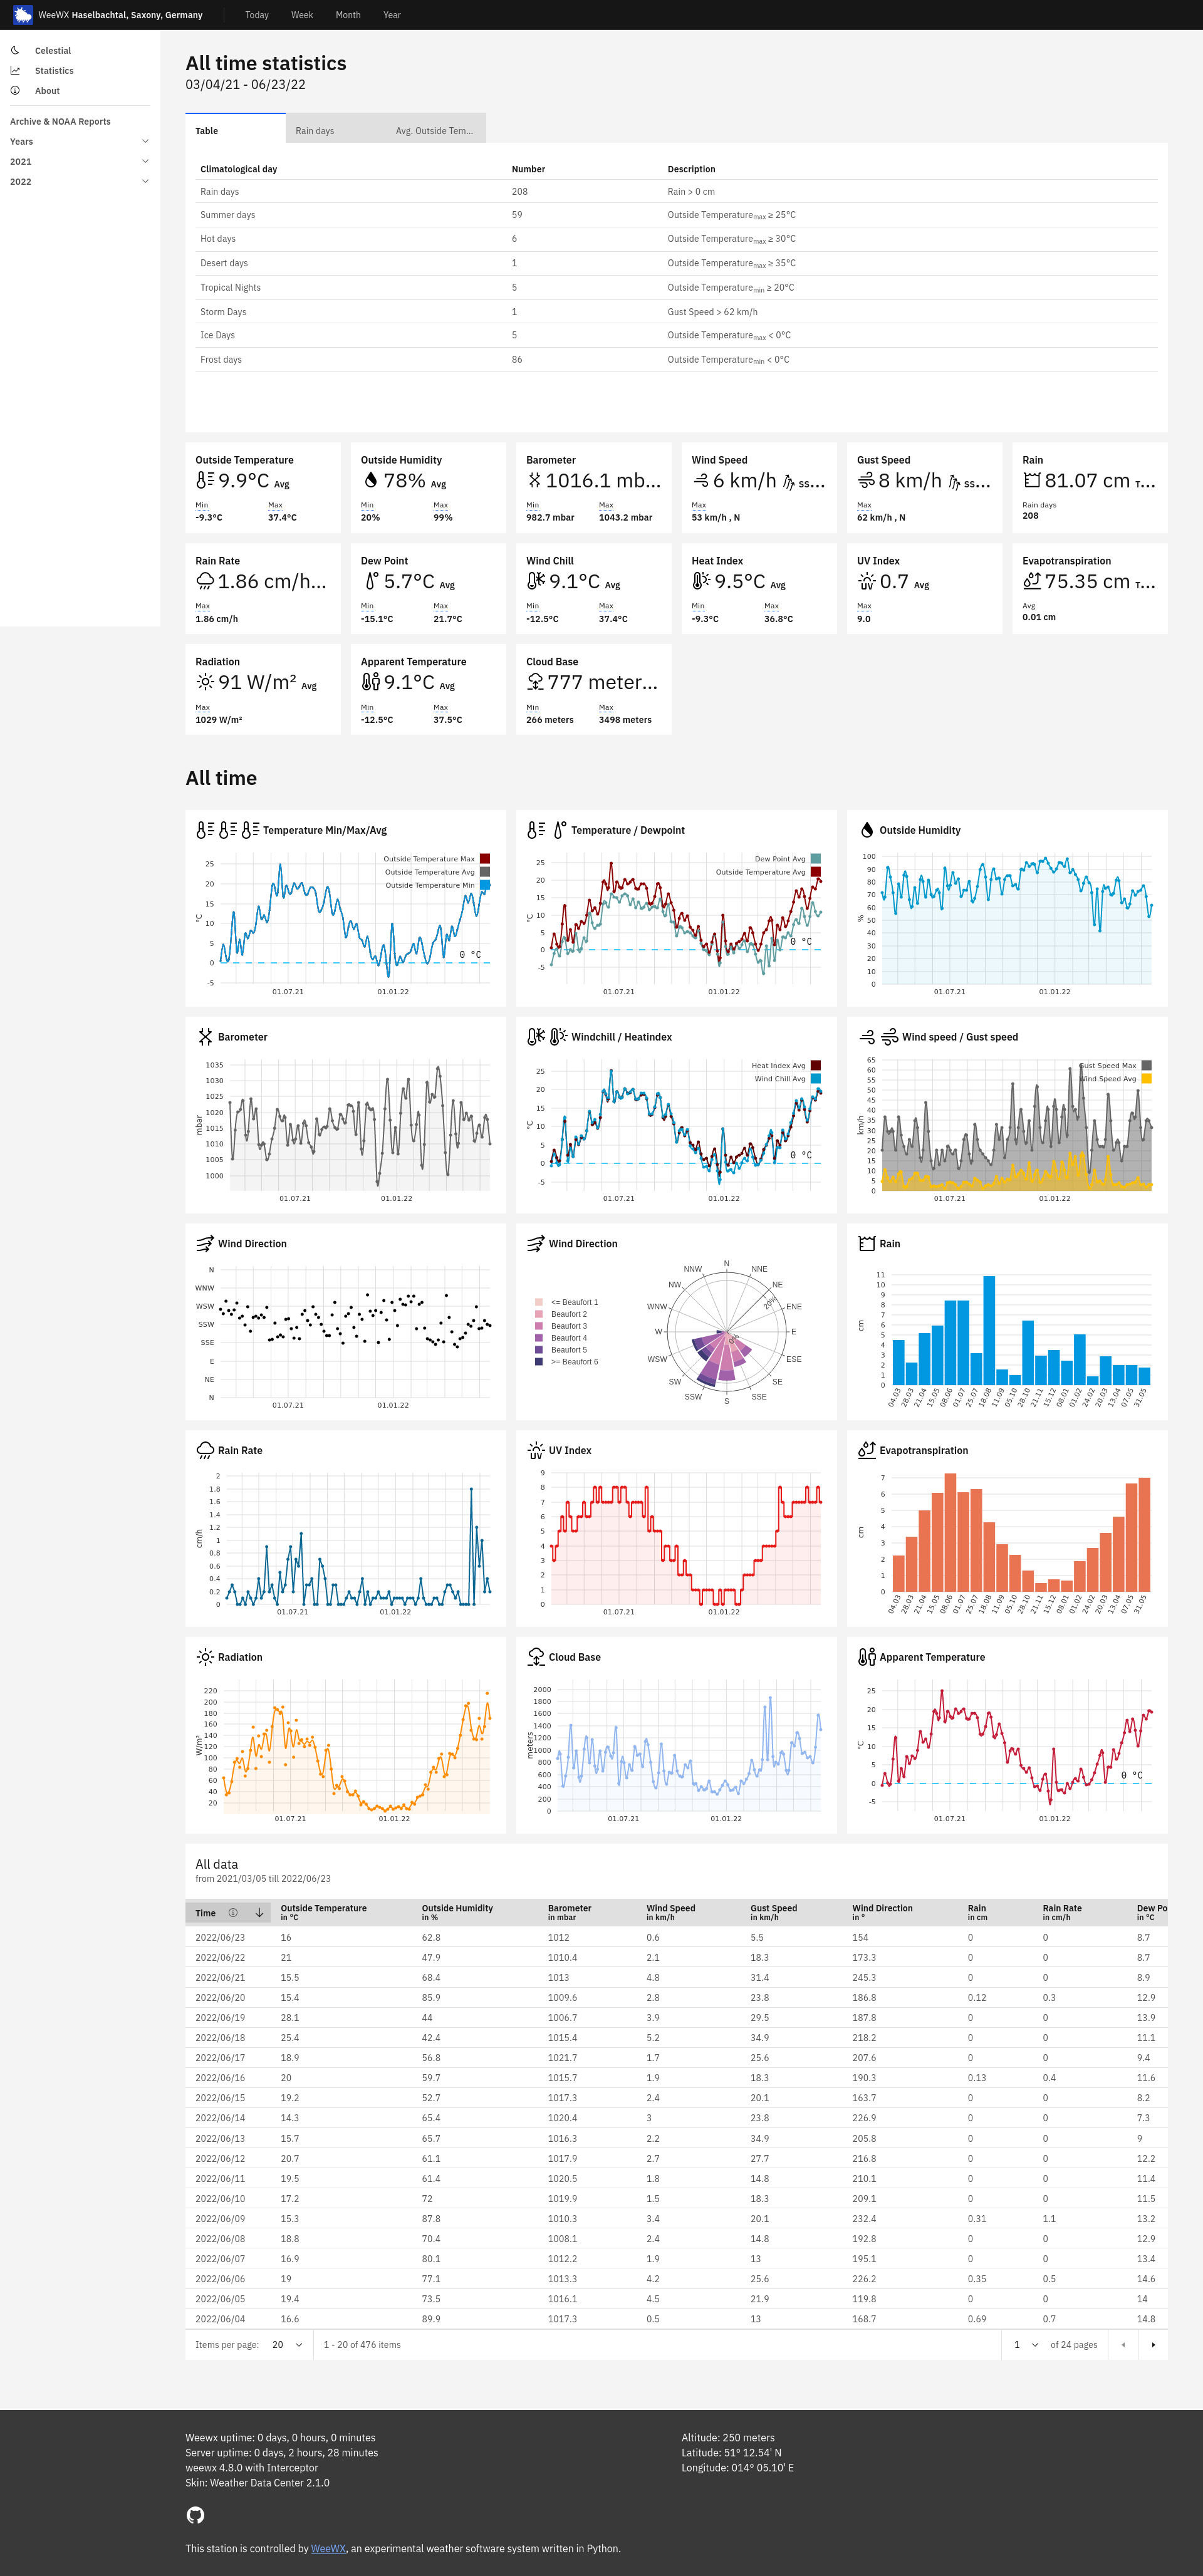 WeeWX Haselbachtal, Saxony, Germany Today Week Month Year
Celestial
Statistics
About
Archive & NOAA Reports
Years
2021
2022
All time statistics
03/04/21 - 06/23/22
Table Rain days Avg. Outside Tem...
Climatological day Number Description
Rain days 208 Rain > 0 cm
Summer days 59 Outside Temperaturemax ≥ 25°C
Hot days 6 Outside Temperaturemax ≥ 30°C
Desert days 1 Outside Temperaturemax ≥ 35°C
Tropical Nights 5 Outside Temperaturemin ≥ 20°C
Storm Days 1 Gust Speed > 62 km/h
Ice Days 5 Outside Temperaturemax < 0°C
Frost days 86 Outside Temperaturemin < 0°C
Outside Temperature
9.9°C Avg
Min Max
-9.3°C 37.4°C
Outside Humidity
78% Avg
Min Max
20% 99%
Barometer
1016.1 mb...
Min Max
982.7 mbar 1043.2 mbar
Wind Speed
6 km/h SS...
Max
53 km/h , N
Gust Speed
8 km/h SS...
Max
62 km/h , N
Rain
81.07 cm T...
Rain days
208
Rain Rate
1.86 cm/h...
Max
1.86 cm/h
Dew Point
5.7°C Avg
Min Max
-15.1°C 21.7°C
Wind Chill
9.1°C Avg
Min Max
-12.5°C 37.4°C
Heat Index
9.5°C Avg
Min Max
-9.3°C 36.8°C
UV Index
0.7 Avg
Max
9.0
Evapotranspiration
75.35 cm T...
Avg
0.01 cm
Radiation
91 W/m² Avg
Max
1029 W/m²
Apparent Temperature
9.1°C Avg
Min Max
-12.5°C 37.5°C
Cloud Base
777 meter...
Min Max
266 meters 3498 meters
All time
Temperature Min/Max/Avg
Outside Temperature Max
Outside Temperature Avg
Outside Temperature Min
°C
25
20
15
10
5
0
-5
0 °C
01.07.21 01.01.22
Temperature / Dewpoint
Dew Point Avg
Outside Temperature Avg
°C
25
20
15
10
5
0
-5
0 °C
01.07.21 01.01.22
Outside Humidity
%
100
90
80
70
60
50
40
30
20
10
0
01.07.21 01.01.22
Barometer
mbar
1035
1030
1025
1020
1015
1010
1005
1000
01.07.21 01.01.22
Windchill / Heatindex
Heat Index Avg
Wind Chill Avg
°C
25
20
15
10
5
0
-5
0 °C
01.07.21 01.01.22
Wind speed / Gust speed
Gust Speed Max
Wind Speed Avg
km/h
65
60
55
50
45
40
35
30
25
20
15
10
5
0
01.07.21 01.01.22
Wind Direction
N
WNW
WSW
SSW
SSE
E
NE
N
01.07.21 01.01.22
Wind Direction
<= Beaufort 1
Beaufort 2
Beaufort 3
Beaufort 4
Beaufort 5
>= Beaufort 6
N
NNE
NE
ENE
E
ESE
SE
SSE
S
SSW
SW
WSW
W
WNW
NW
NNW
20%
0%
Rain
cm
11
10
9
8
7
6
5
4
3
2
1
0
04.03 28.03 21.04 15.05 08.06 01.07 25.07 18.08 11.09 05.10 28.10 21.11 15.12 08.01 01.02 24.02 20.03 13.04 07.05 31.05
Rain Rate
cm/h
2
1.8
1.6
1.4
1.2
1
0.8
0.6
0.4
0.2
0
01.07.21 01.01.22
UV Index
9
8
7
6
5
4
3
2
1
0
01.07.21 01.01.22
Evapotranspiration
cm
7
6
5
4
3
2
1
0
04.03 28.03 21.04 15.05 08.06 01.07 25.07 18.08 11.09 05.10 28.10 21.11 15.12 08.01 01.02 24.02 20.03 13.04 07.05 31.05
Radiation
W/m²
220
200
180
160
140
120
100
80
60
40
20
01.07.21 01.01.22
Cloud Base
meters
2000
1800
1600
1400
1200
1000
800
600
400
200
0
01.07.21 01.01.22
Apparent Temperature
°C
25
20
15
10
5
0
-5
0 °C
01.07.21 01.01.22
All data
from 2021/03/05 till 2022/06/23
Time Outside Temperature Outside Humidity Barometer Wind Speed Gust Speed Wind Direction Rain Rain Rate Dew Po
in °C in % in mbar in km/h in km/h in ° in cm in cm/h in °C
2022/06/23 16 62.8 1012 0.6 5.5 154 0 0 8.7
2022/06/22 21 47.9 1010.4 2.1 18.3 173.3 0 0 8.7
2022/06/21 15.5 68.4 1013 4.8 31.4 245.3 0 0 8.9
2022/06/20 15.4 85.9 1009.6 2.8 23.8 186.8 0.12 0.3 12.9
2022/06/19 28.1 44 1006.7 3.9 29.5 187.8 0 0 13.9
2022/06/18 25.4 42.4 1015.4 5.2 34.9 218.2 0 0 11.1
2022/06/17 18.9 56.8 1021.7 1.7 25.6 207.6 0 0 9.4
2022/06/16 20 59.7 1015.7 1.9 18.3 190.3 0.13 0.4 11.6
2022/06/15 19.2 52.7 1017.3 2.4 20.1 163.7 0 0 8.2
2022/06/14 14.3 65.4 1020.4 3 23.8 226.9 0 0 7.3
2022/06/13 15.7 65.7 1016.3 2.2 34.9 205.8 0 0 9
2022/06/12 20.7 61.1 1017.9 2.7 27.7 216.8 0 0 12.2
2022/06/11 19.5 61.4 1020.5 1.8 14.8 210.1 0 0 11.4
2022/06/10 17.2 72 1019.9 1.5 18.3 209.1 0 0 11.5
2022/06/09 15.3 87.8 1010.3 3.4 20.1 232.4 0.31 1.1 13.2
2022/06/08 18.8 70.4 1008.1 2.4 14.8 192.8 0 0 12.9
2022/06/07 16.9 80.1 1012.2 1.9 13 195.1 0 0 13.4
2022/06/06 19 77.1 1013.3 4.2 25.6 226.2 0.35 0.5 14.6
2022/06/05 19.4 73.5 1016.1 4.5 21.9 119.8 0 0 14
2022/06/04 16.6 89.9 1017.3 0.5 13 168.7 0.69 0.7 14.8
Items per page: 20 1 - 20 of 476 items 1 of 24 pages
Weewx uptime: 0 days, 0 hours, 0 minutes
Server uptime: 0 days, 2 hours, 28 minutes
weewx 4.8.0 with Interceptor
Skin: Weather Data Center 2.1.0
Altitude: 250 meters
Latitude: 51° 12.54' N
Longitude: 014° 05.10' E
This station is controlled by WeeWX, an experimental weather software system written in Python.